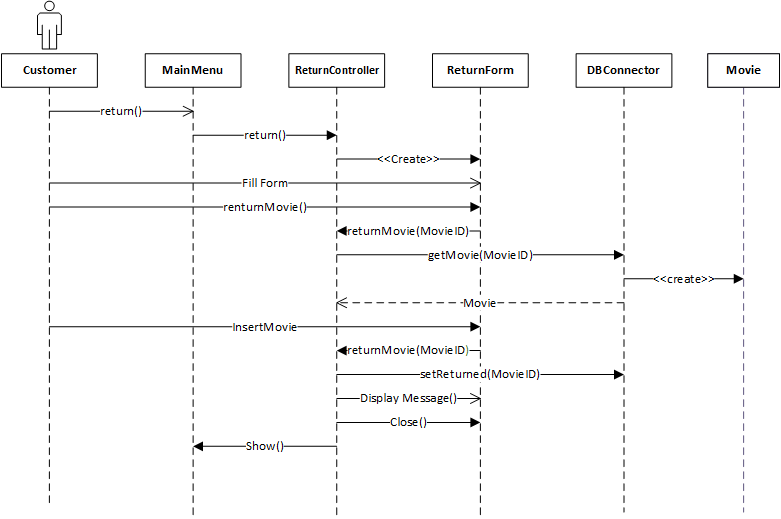 Customer
MainMenu
ReturnController
ReturnForm
DBConnector
Movie
return()
return()
<<Create>>
Fill Form
renturnMovie()
returnMovie(MovieID)
getMovie(MovieID)
<<create>>
Movie
InsertMovie
returnMovie(MovieID)
setReturned(MovieID)
Display Message()
Close()
Show()